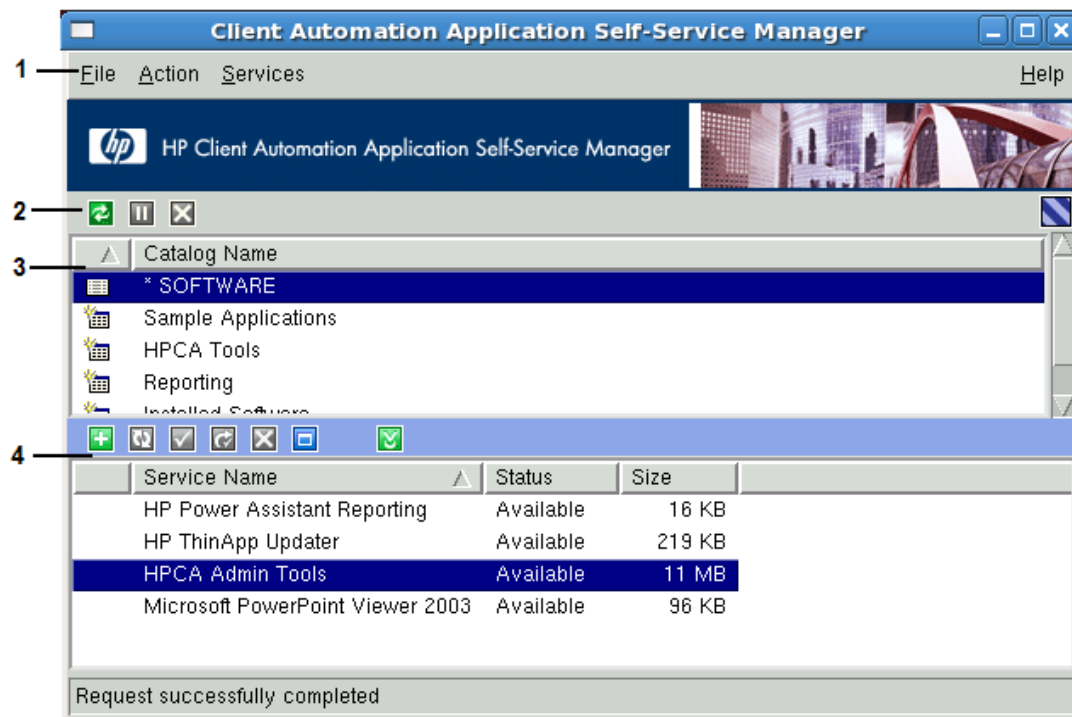 Client Automation Application Self-Service Manager
1
File Action Services Help
hp HP Client Automation Application Self-Service Manager
2
3
Catalog Name
* SOFTWARE
Sample Applications
HPCA Tools
Reporting
Installed Software
4
Service Name Status Size
HP Power Assistant Reporting Available 16 KB
HP ThinApp Updater Available 219 KB
HPCA Admin Tools Available 11 MB
Microsoft PowerPoint Viewer 2003 Available 96 KB
Request successfully completed